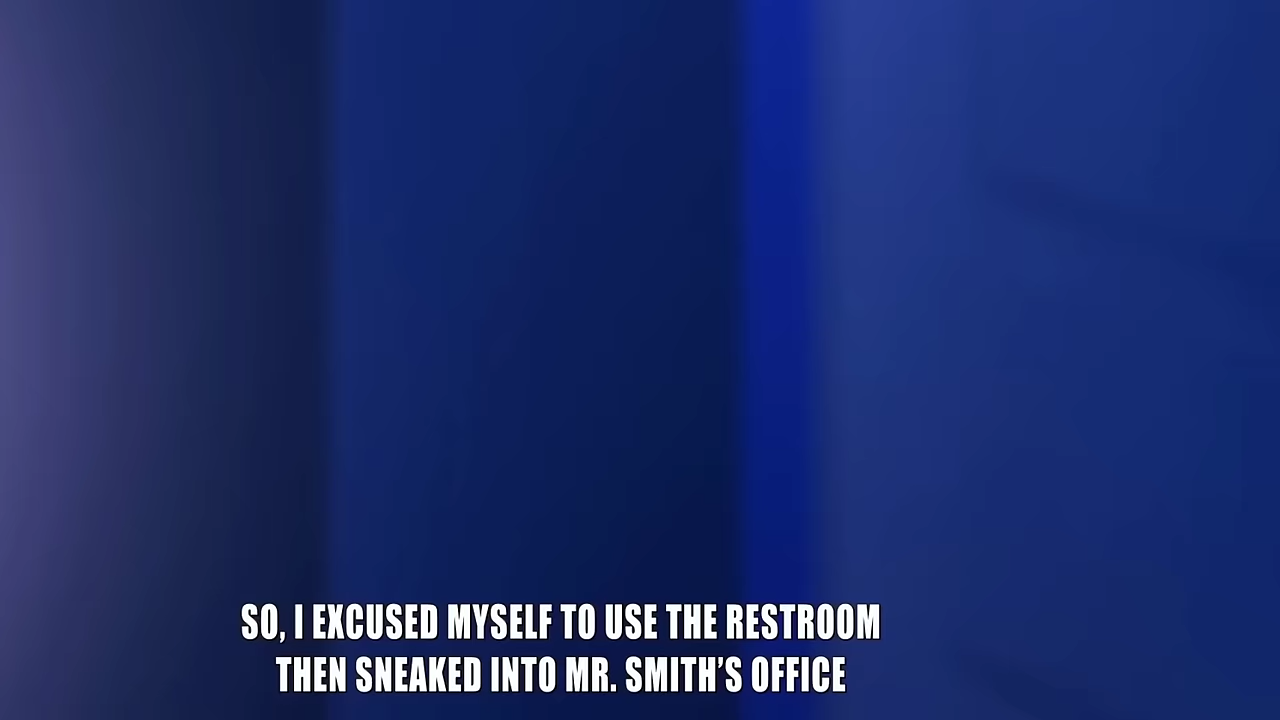 SO, I EXCUSED MYSELF TO USE THE RESTROOM
THEN SNEAKED INTO MR. SMITH’S OFFICE